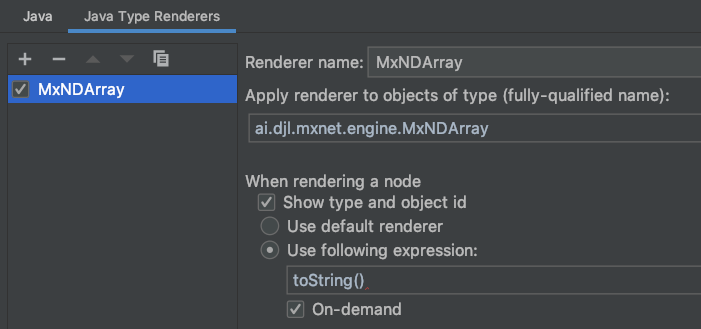 Java Java Type Renderers
Renderer name: MxNDArray
MxNDArray
Apply renderer to objects of type (fully-qualified name):
ai.djl.mxnet.engine.MxNDArray
When rendering a node
Show type and object id
Use default renderer
Use following expression:
toString()
On-demand